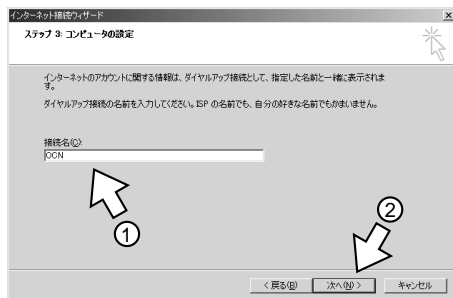 インターネット接続ウィザード
ステップ 3: コンピュータの設定
インターネットのアカウントに関する情報は、ダイヤルアップ接続として、指定した名前と一緒に表示されま
す。
ダイヤルアップ接続の名前を入力してください。ISP の名前でも、自分の好きな名前でもかまいません。
接続名(C):
OCN
①
②
< 戻る(B)
次へ(N) >
キャンセル